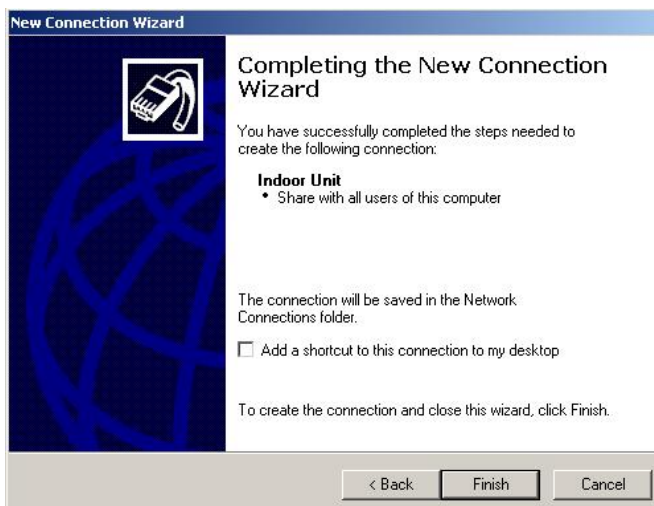 New Connection Wizard
Completing the New Connection
Wizard
You have successfully completed the steps needed to
create the following connection:
Indoor Unit
• Share with all users of this computer
The connection will be saved in the Network
Connections folder.
Add a shortcut to this connection to my desktop
To create the connection and close this wizard, click Finish.
< Back Finish Cancel